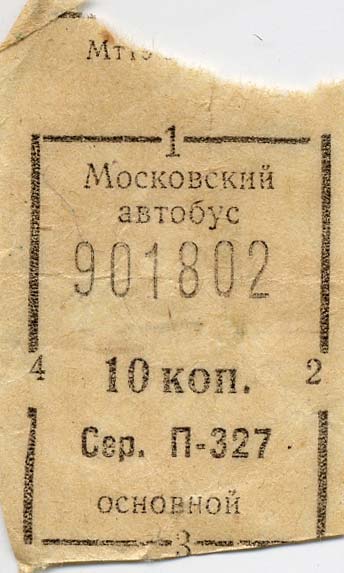 1
Московский
автобус
901802
4
10 коп.
2
Сер. П-327
основной
3